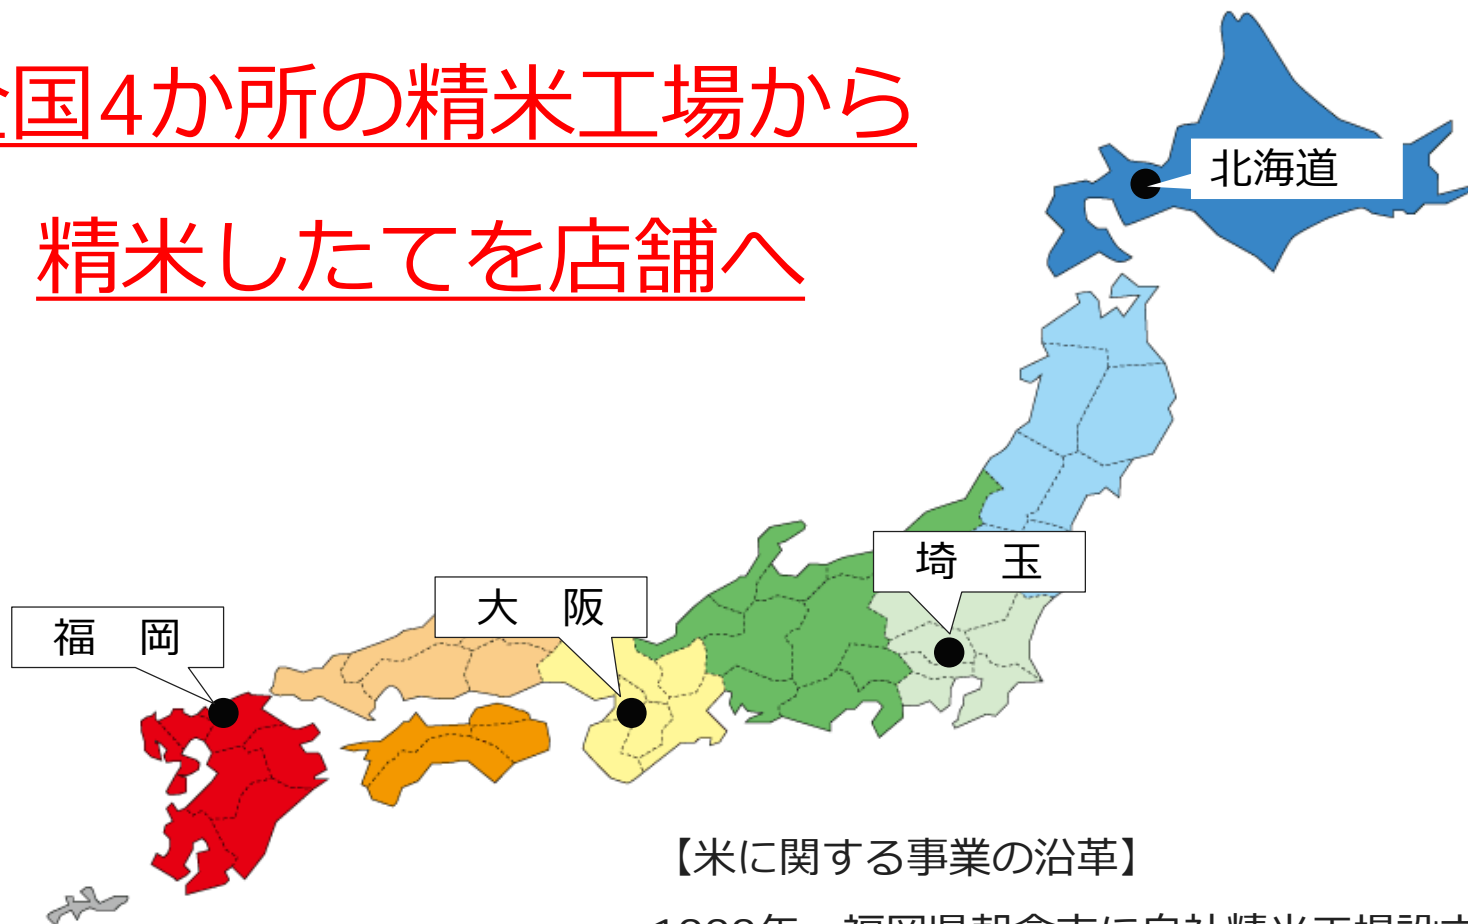 国4か所の精米工場から
精米したてを店舗へ
北海道
埼　玉
大　阪
福　岡
【米に関する事業の沿革】